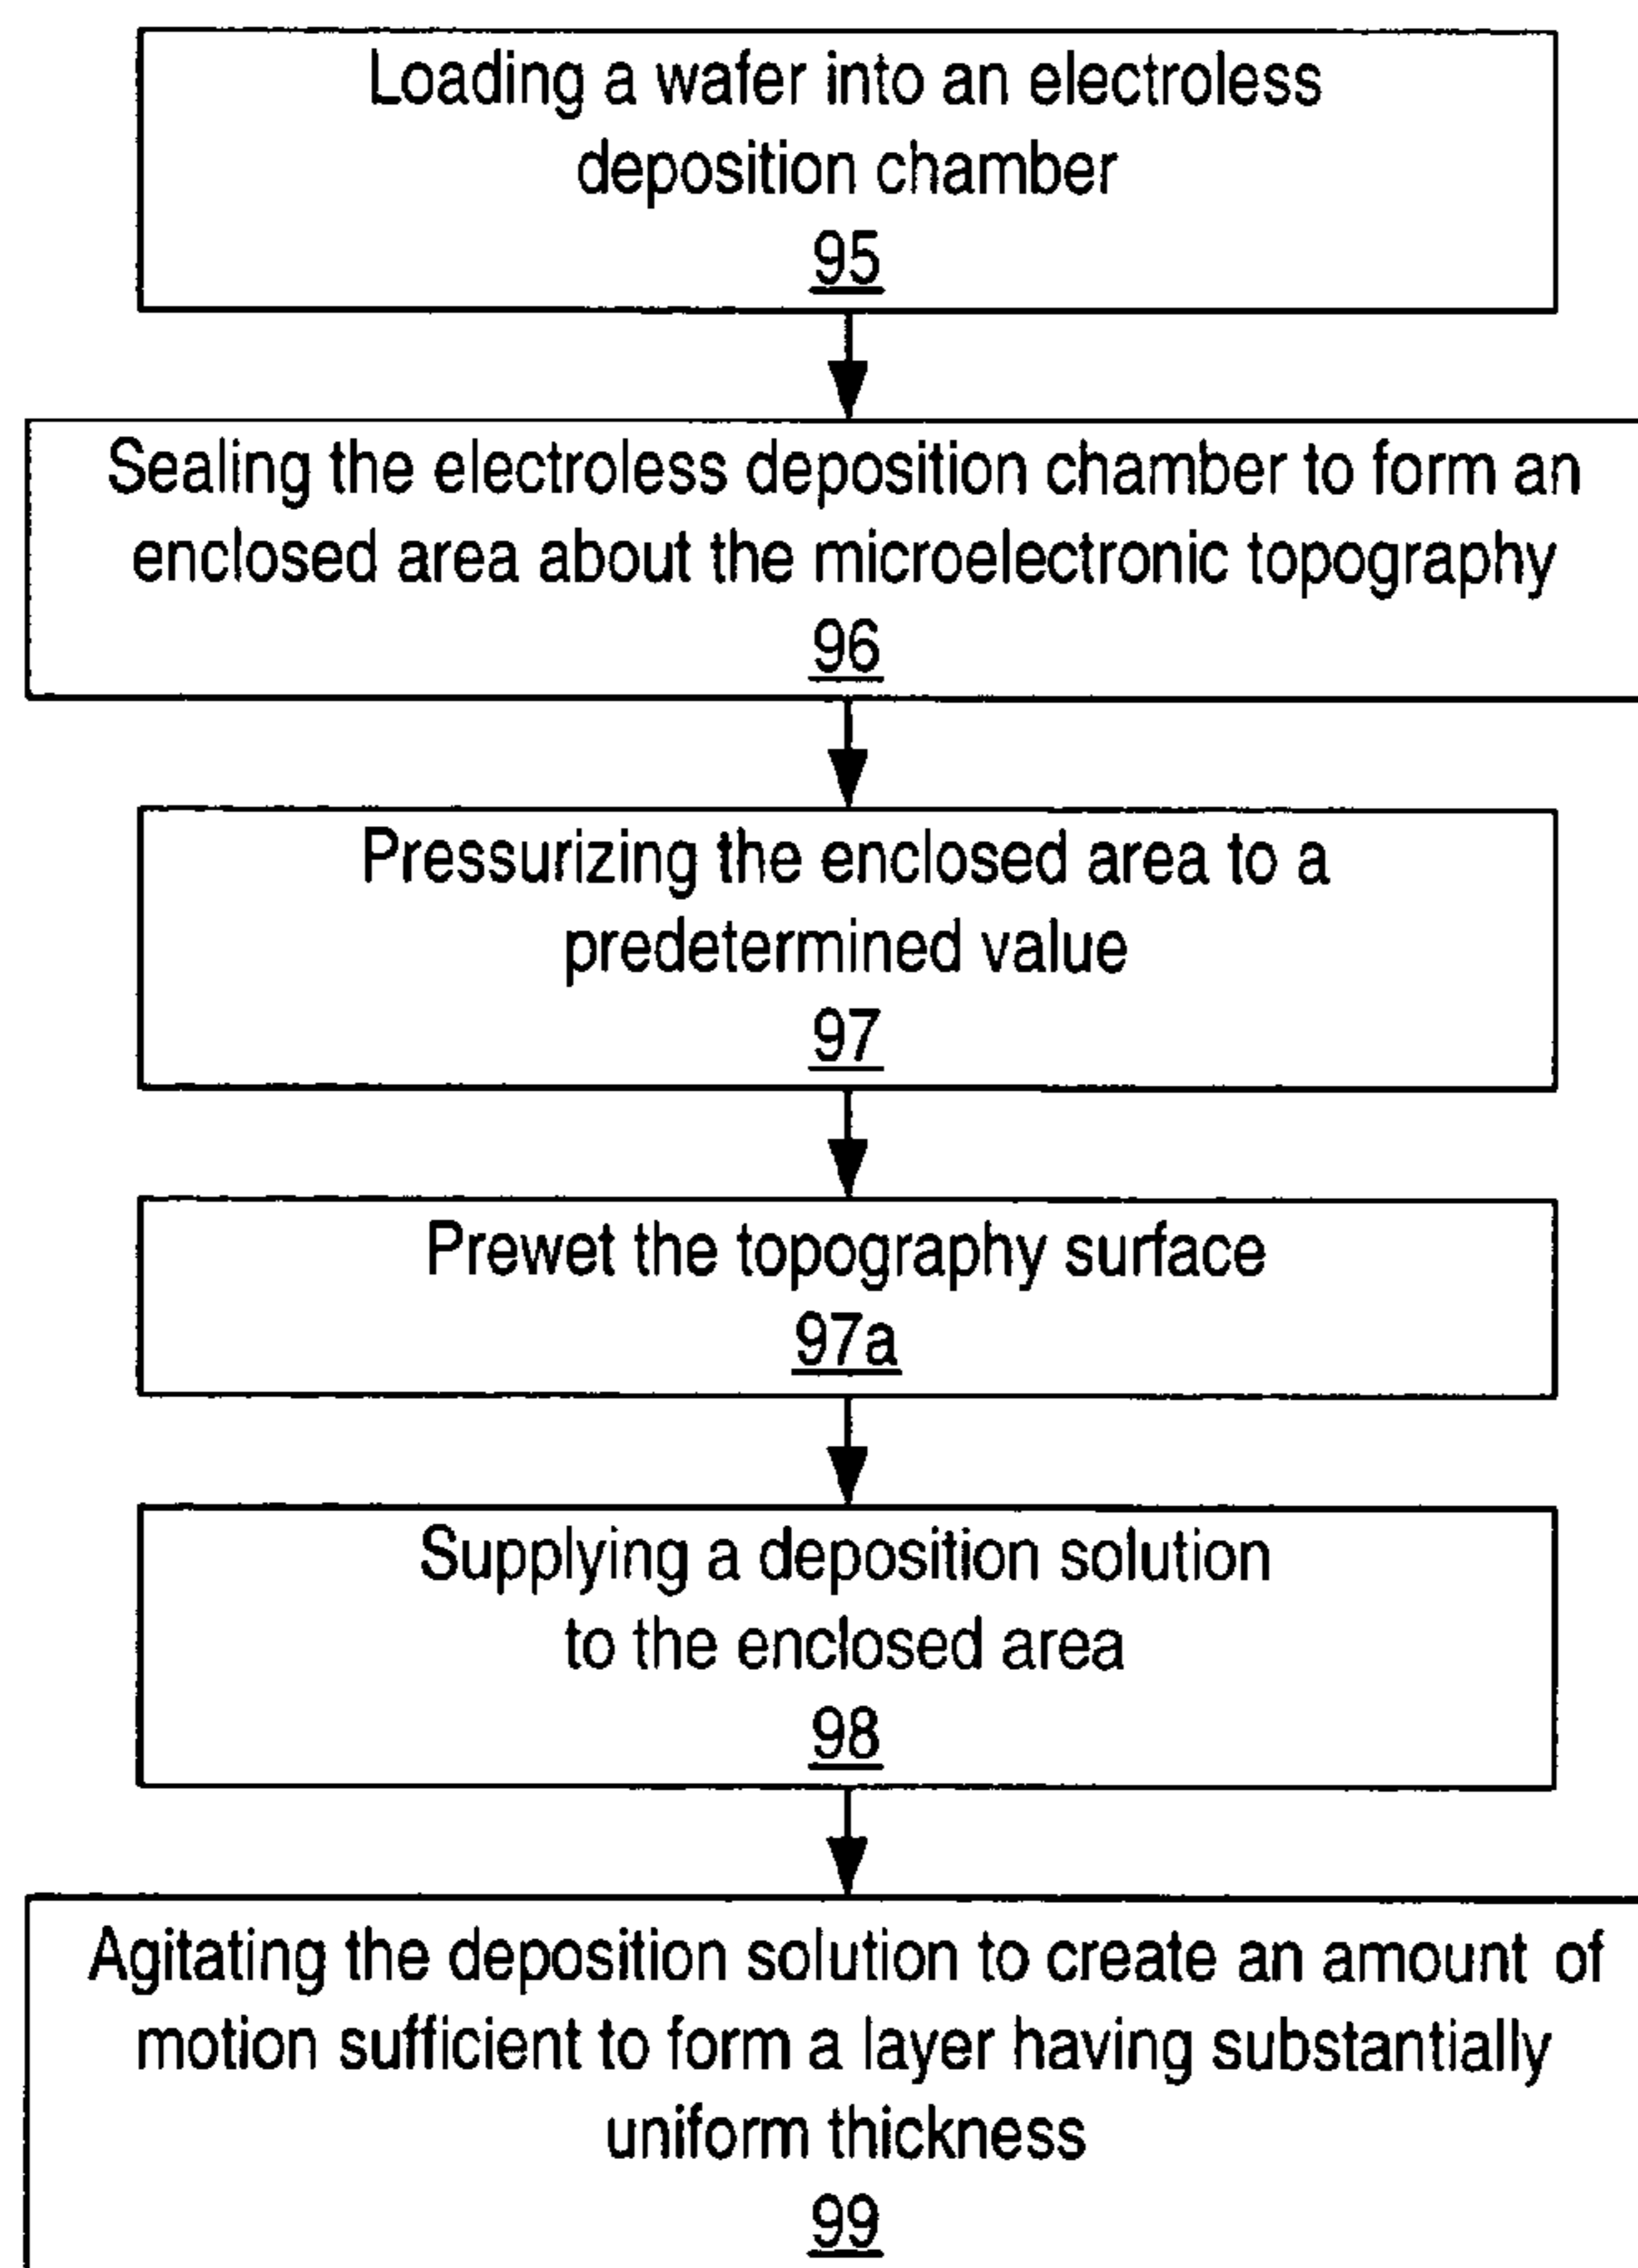 Loading a wafer into an electroless
deposition chamber
95
Sealing the electroless deposition chamber to form an
enclosed area about the microelectronic topography
96
Pressurizing the enclosed area to a
predetermined value
97
Prewet the topography surface
97a
Supplying a deposition solution
to the enclosed area
98
Agitating the deposition solution to create an amount of
motion sufficient to form a layer having substantially
uniform thickness
99